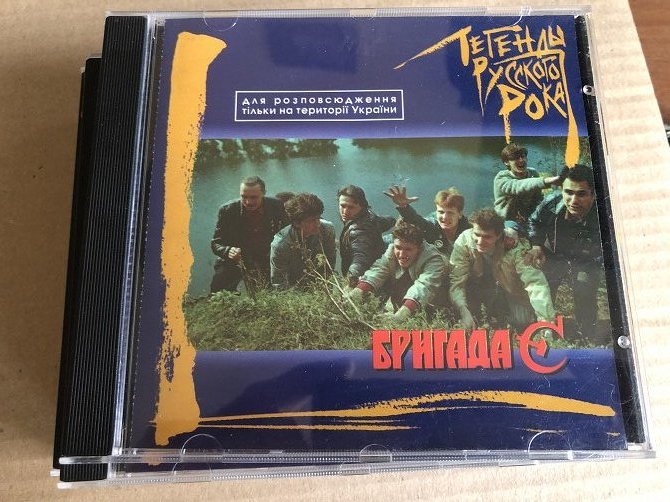 ЛЕГЕНДЫ
РУССКОГО
РОКА
для розповсюдження
тільки на території України
БРИГАДА С